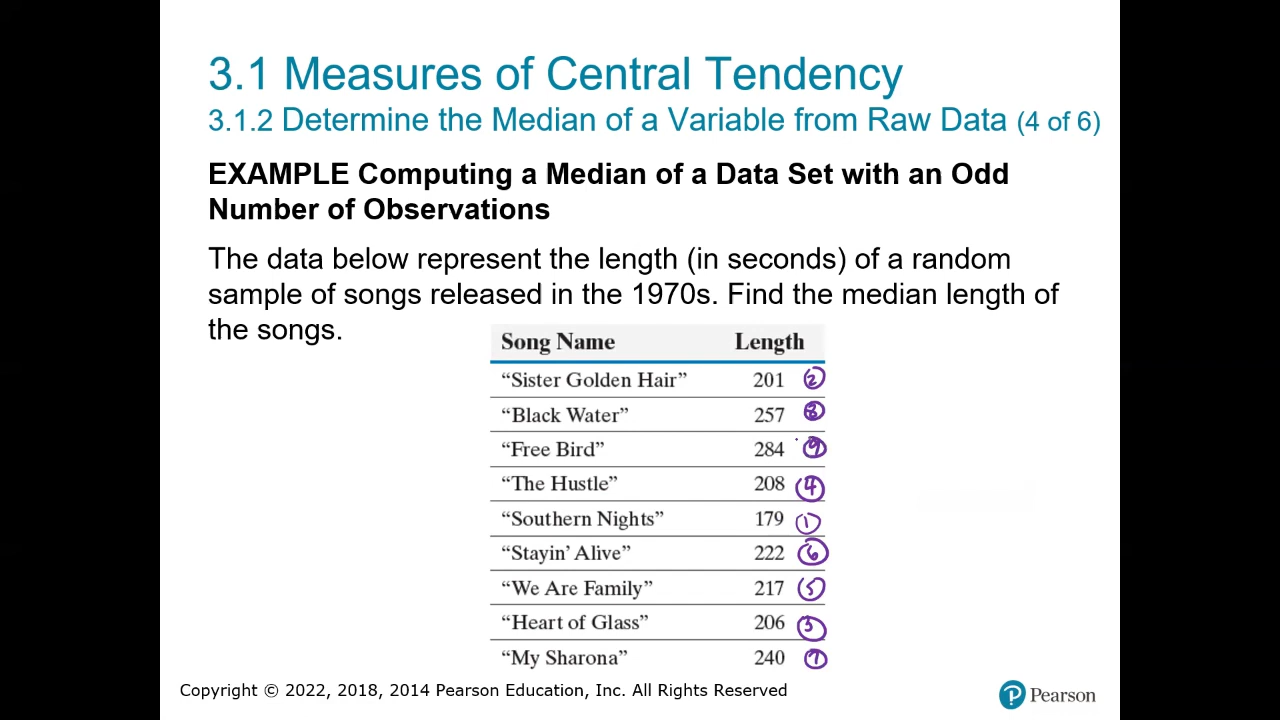 3.1 Measures of Central Tendency
3.1.2 Determine the Median of a Variable from Raw Data (4 of 6)
EXAMPLE Computing a Median of a Data Set with an Odd
Number of Observations
The data below represent the length (in seconds) of a random
sample of songs released in the 1970s. Find the median length of
the songs.
Song Name Length
“Sister Golden Hair” 201 2
“Black Water” 257 8
“Free Bird” 284 9
“The Hustle” 208 4
“Southern Nights” 179 1
“Stayin’ Alive” 222 6
“We Are Family” 217 5
“Heart of Glass” 206 3
“My Sharona” 240 7
Copyright © 2022, 2018, 2014 Pearson Education, Inc. All Rights Reserved
P Pearson